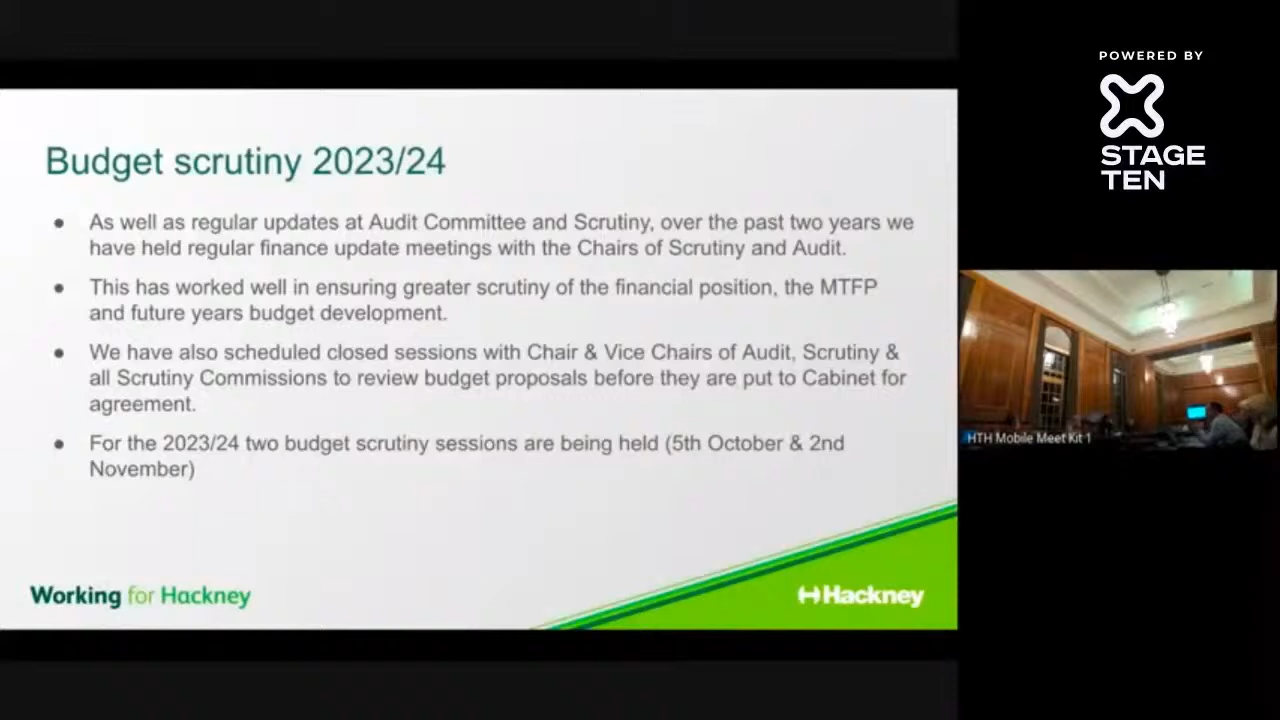 POWERED BY
STAGE
TEN
Budget scrutiny 2023/24
● As well as regular updates at Audit Committee and Scrutiny, over the past two years we
have held regular finance update meetings with the Chairs of Scrutiny and Audit.
● This has worked well in ensuring greater scrutiny of the financial position, the MTFP
and future years budget development.
● We have also scheduled closed sessions with Chair & Vice Chairs of Audit, Scrutiny &
all Scrutiny Commissions to review budget proposals before they are put to Cabinet for
agreement.
● For the 2023/24 two budget scrutiny sessions are being held (5th October & 2nd
November)
HTH Mobile Meet Kit 1
Working for Hackney
Hackney